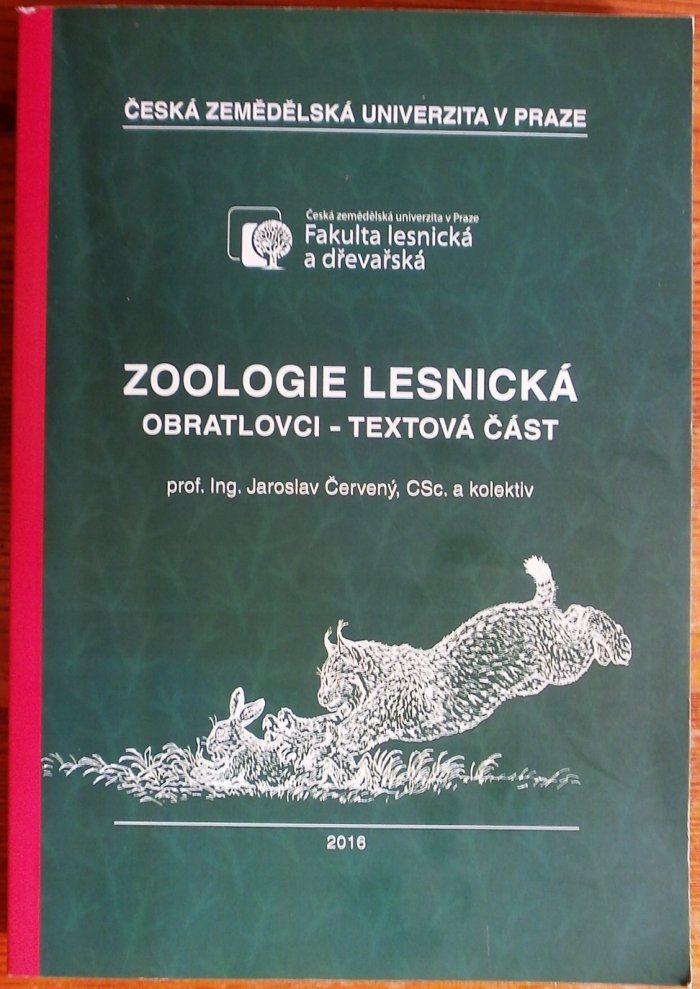 ČESKÁ ZEMĚDĚLSKÁ UNIVERZITA V PRAZE
Česká zemědělská univerzita v Praze
Fakulta lesnická
a dřevařská
ZOOLOGIE LESNICKÁ
OBRATLOVCI - TEXTOVÁ ČÁST
prof. Ing. Jaroslav Červený, CSc. a kolektiv
2016